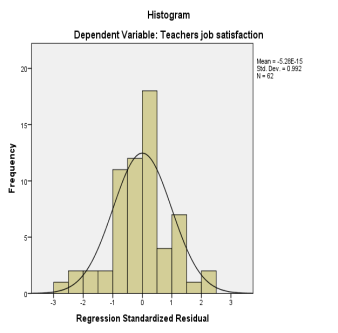 Histogram
Dependent Variable: Teachers job satisfaction
Mean = -5.28E-15
Std. Dev. = 0.992
N = 62
Frequency
20
15
10
5
0
-3 -2 -1 0 1 2 3
Regression Standardized Residual